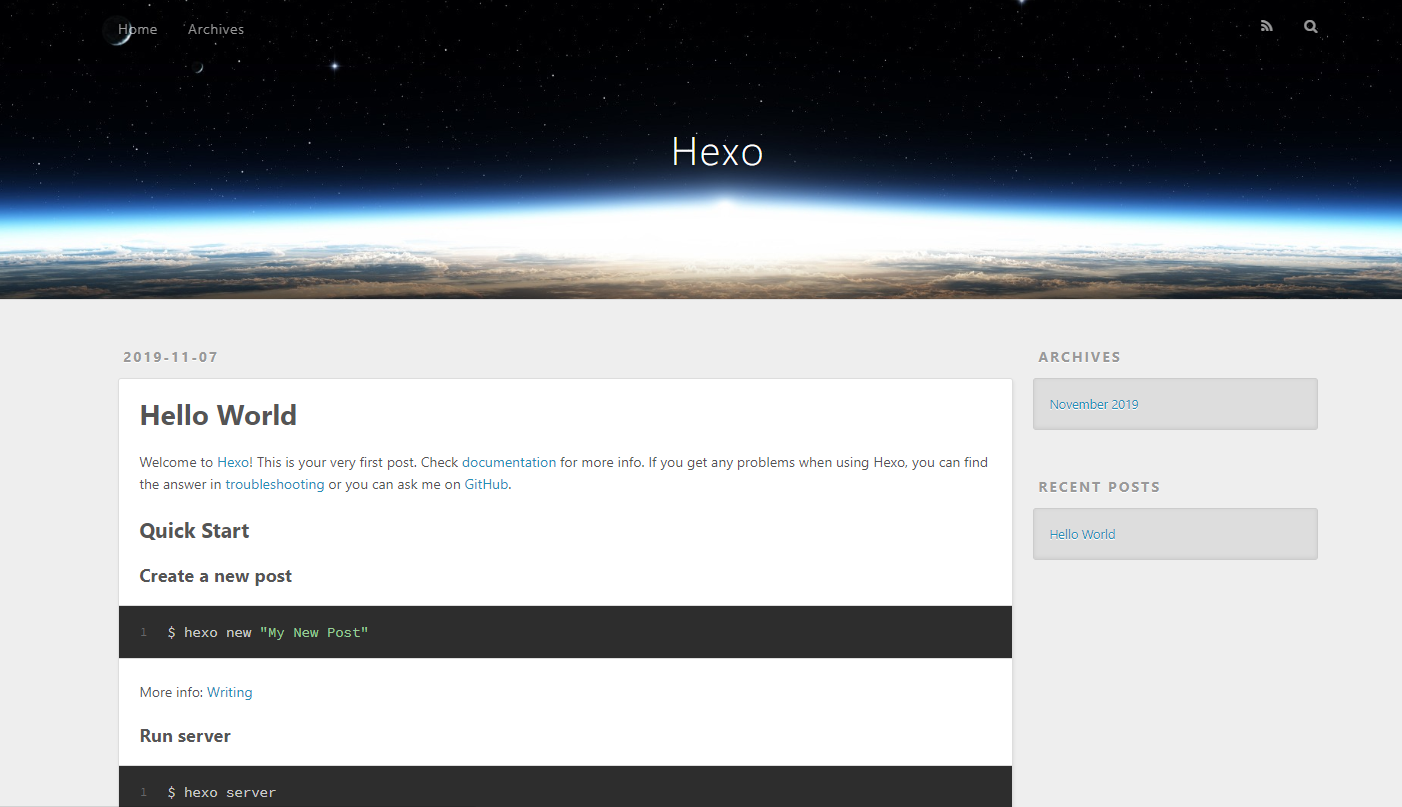 Home Archives
Hexo
2019-11-07
Hello World
Welcome to Hexo! This is your very first post. Check documentation for more info. If you get any problems when using Hexo, you can find
the answer in troubleshooting or you can ask me on GitHub.
Quick Start
Create a new post
1 $ hexo new "My New Post"
More info: Writing
Run server
1 $ hexo server
ARCHIVES
November 2019
RECENT POSTS
Hello World